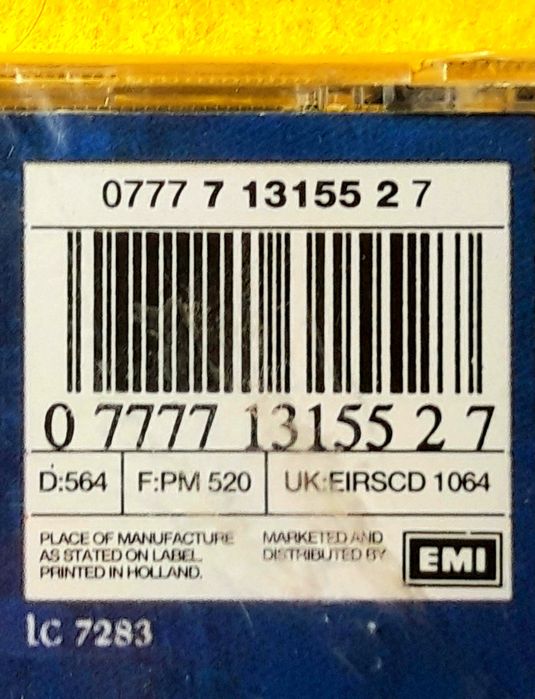 0777 7 13155 2 7
0 7777 13155 2 7
D:564 F:PM 520 UK:EIRSCD 1064
PLACE OF MANUFACTURE
AS STATED ON LABEL.
PRINTED IN HOLLAND.
MARKETED AND
DISTRIBUTED BY
EMI
LC 7283